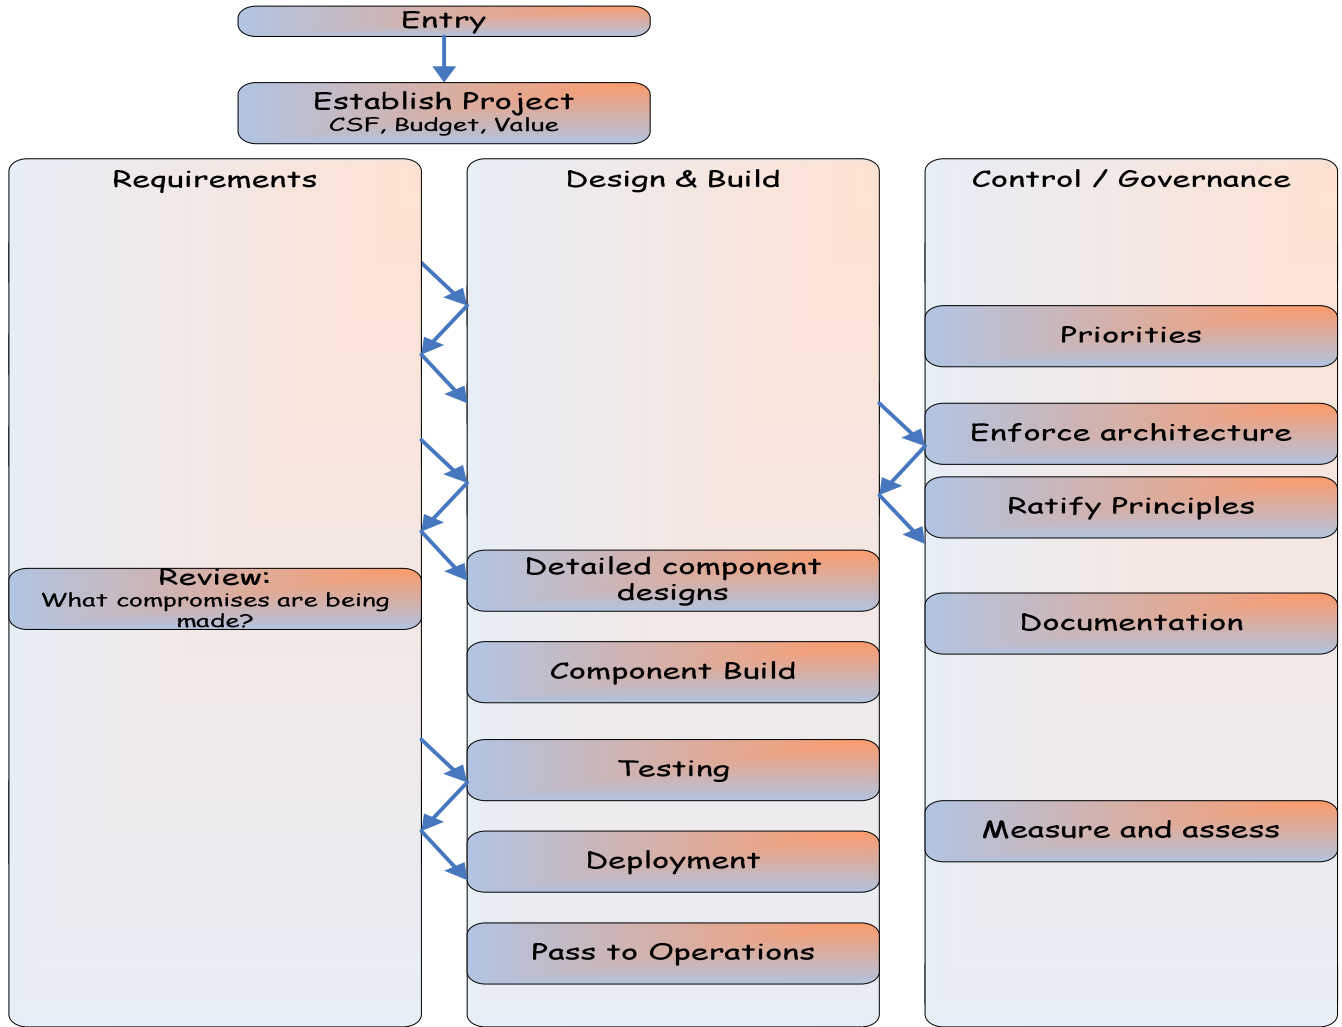 Entry
Establish Project
CSF, Budget, Value
Requirements
Review:
What compromises are being
made?
Design & Build
Detailed component
designs
Component Build
Testing
Deployment
Pass to Operations
Control / Governance
Priorities
Enforce architecture
Ratify Principles
Documentation
Measure and assess